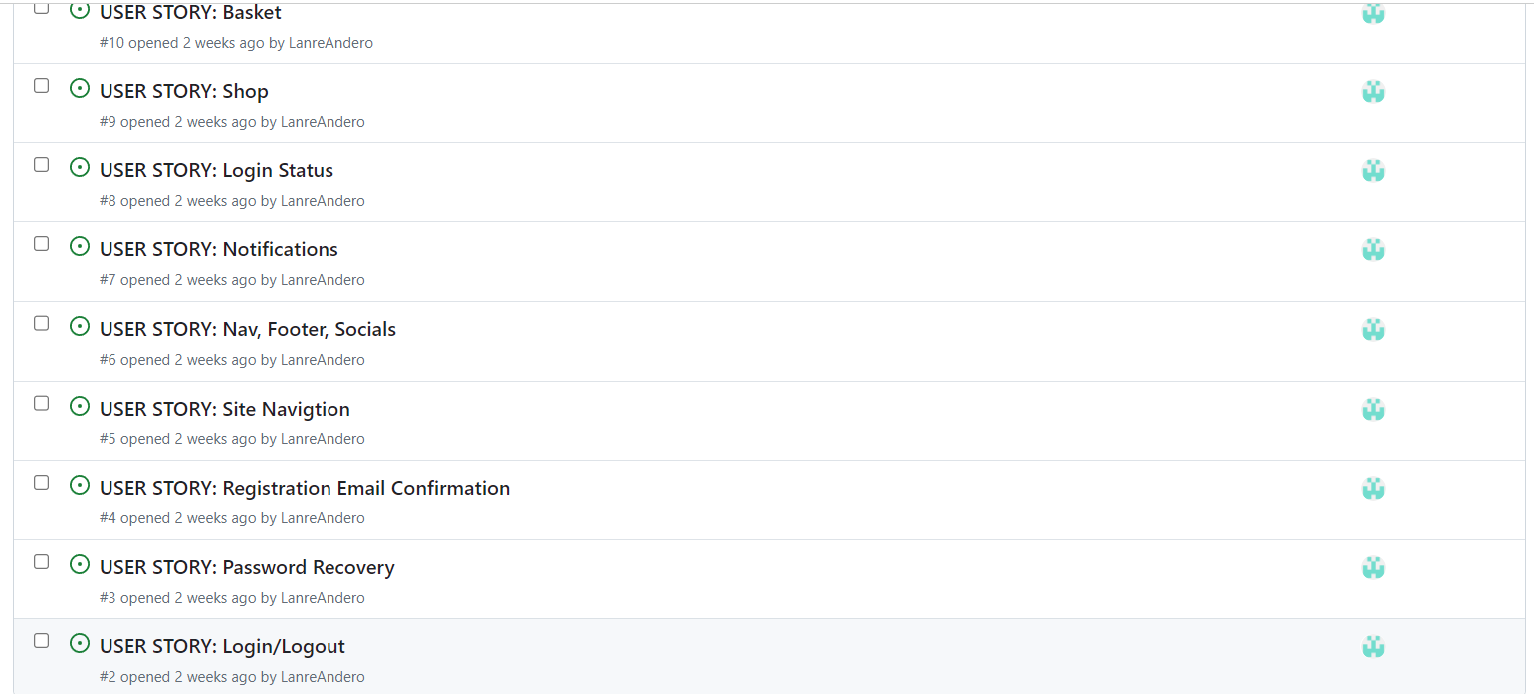 USER STORY: Basket
#10 opened 2 weeks ago by LanreAndero
USER STORY: Shop
#9 opened 2 weeks ago by LanreAndero
USER STORY: Login Status
#8 opened 2 weeks ago by LanreAndero
USER STORY: Notifications
#7 opened 2 weeks ago by LanreAndero
USER STORY: Nav, Footer, Socials
#6 opened 2 weeks ago by LanreAndero
USER STORY: Site Navigtion
#5 opened 2 weeks ago by LanreAndero
USER STORY: Registration Email Confirmation
#4 opened 2 weeks ago by LanreAndero
USER STORY: Password Recovery
#3 opened 2 weeks ago by LanreAndero
USER STORY: Login/Logout
#2 opened 2 weeks ago by LanreAndero